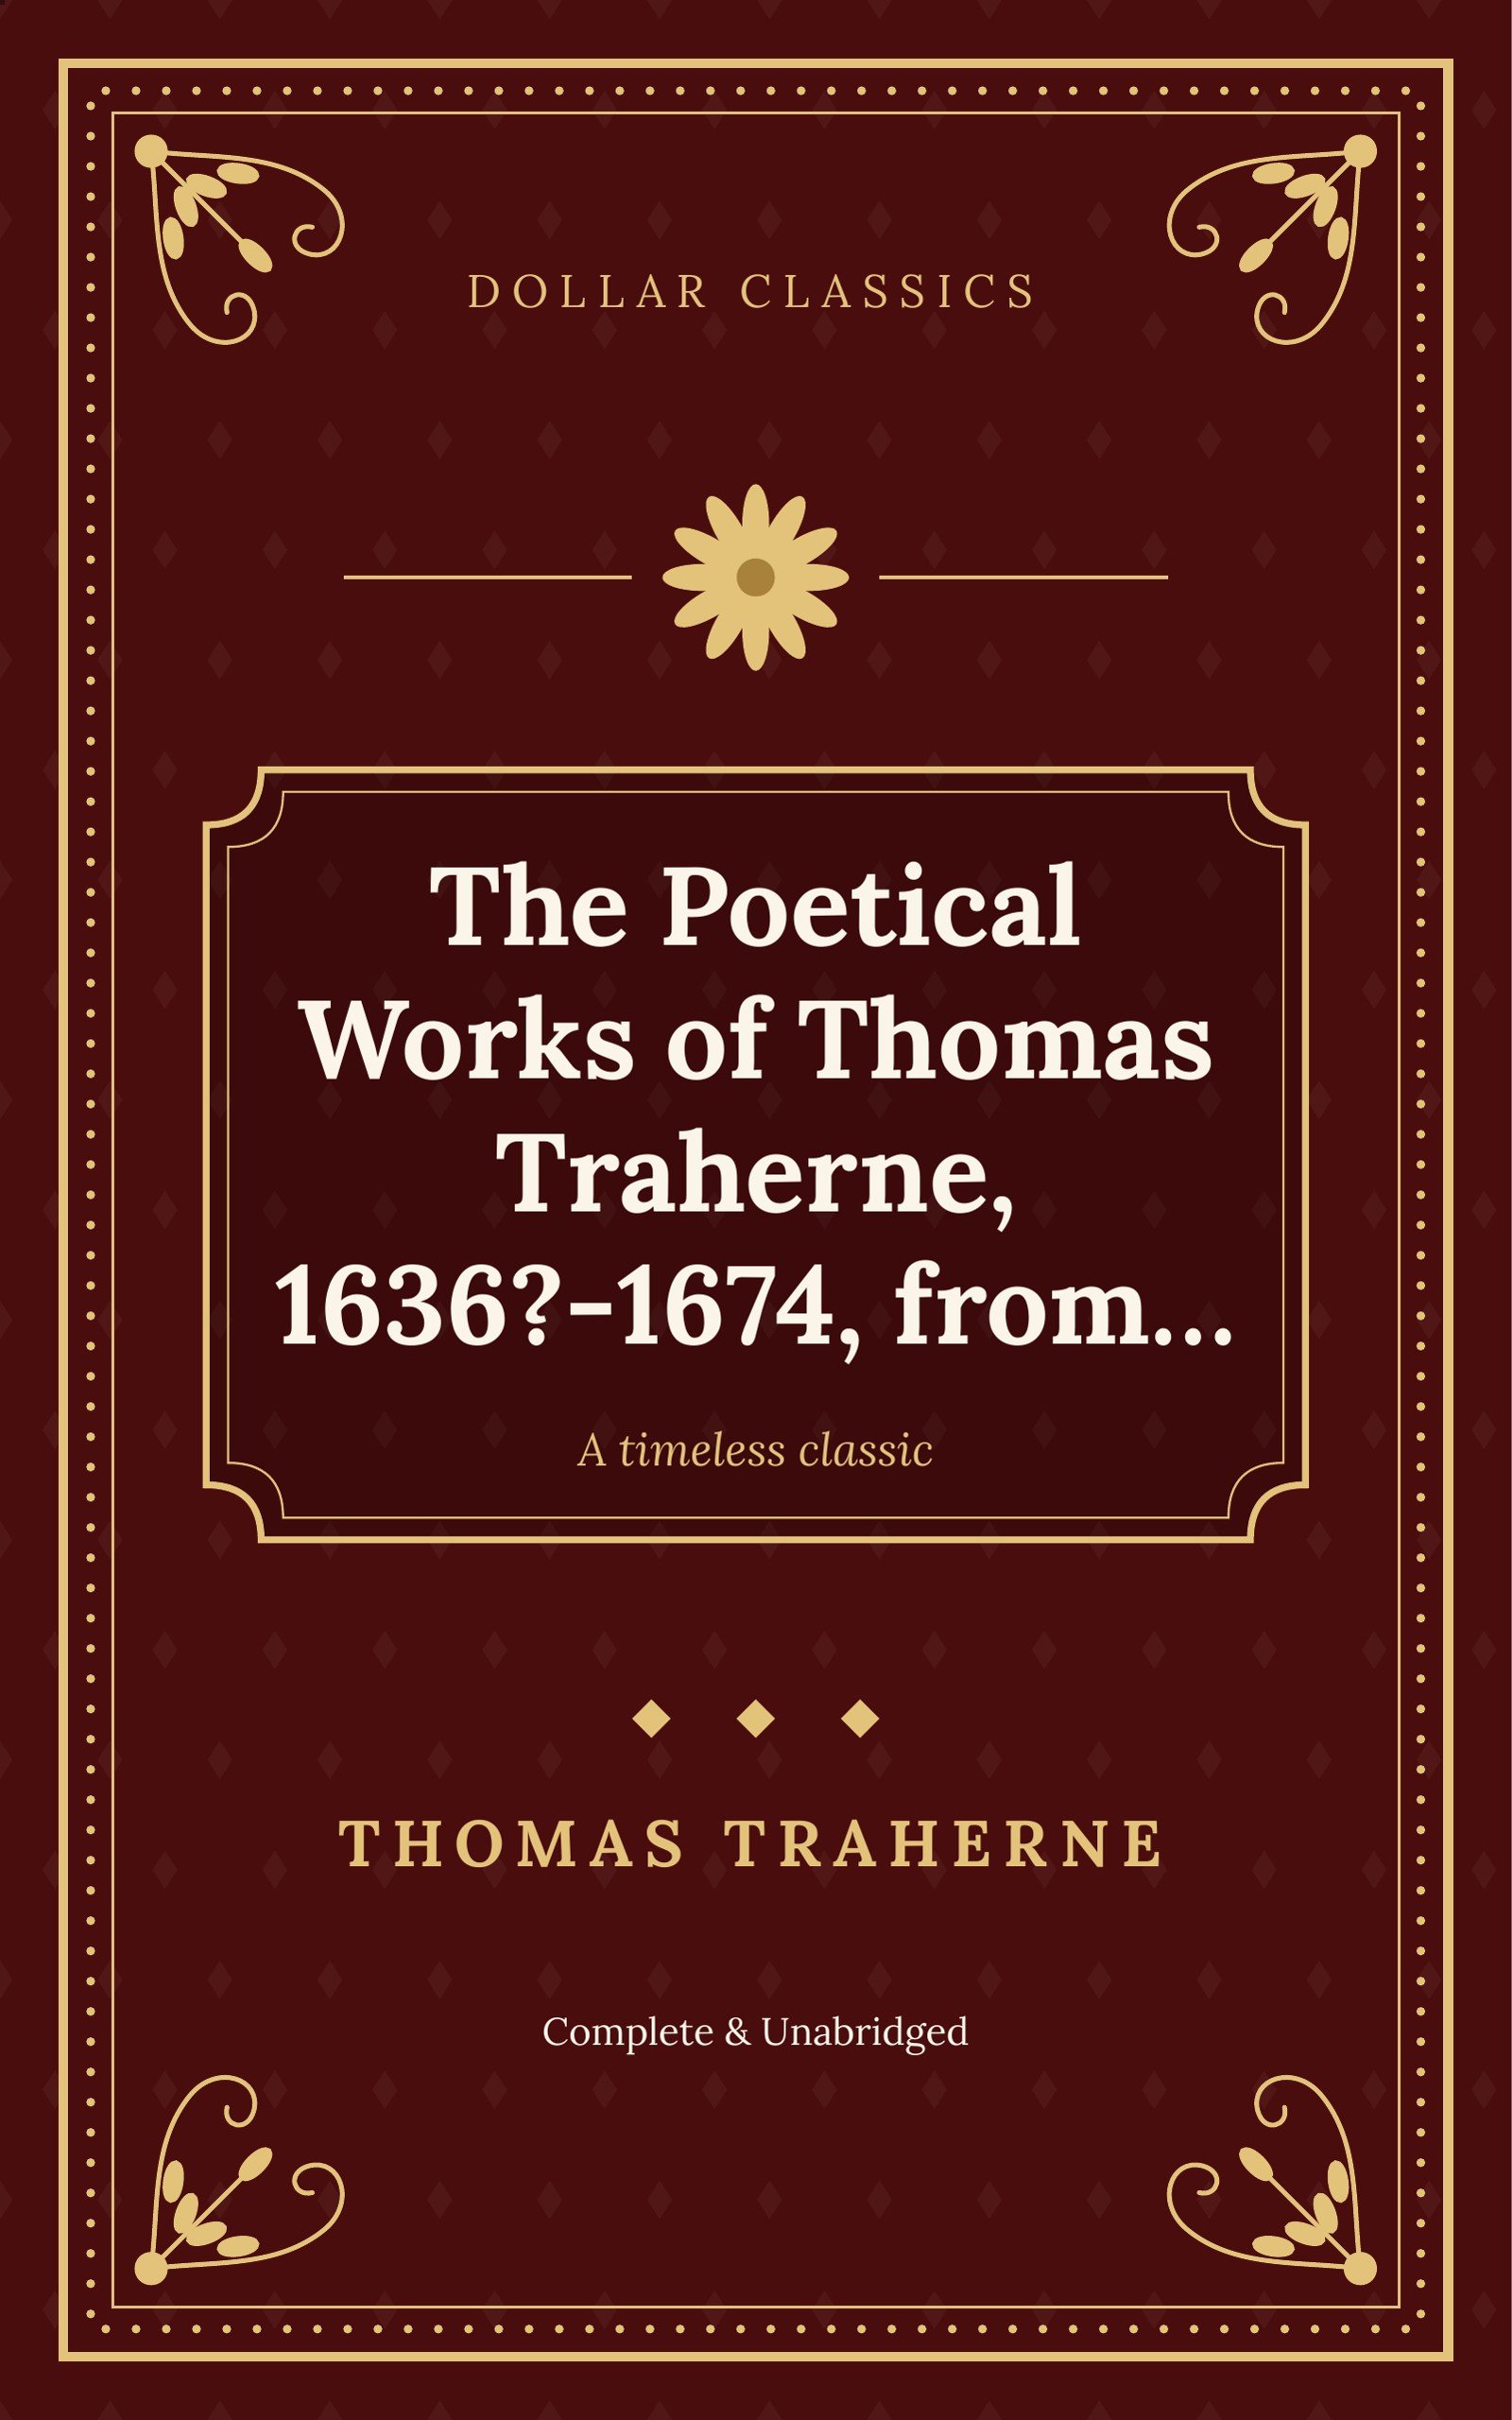 DOLLAR CLASSICS
The Poetical
Works of Thomas
Traherne,
1636?–1674, from...
A timeless classic
THOMAS TRAHERNE
Complete & Unabridged